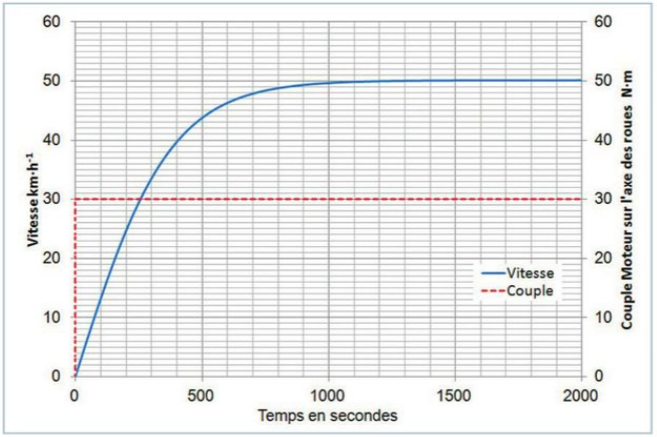 60
50
40
30
20
10
0
Vitesse km·h⁻¹
60
50
40
30
20
10
0
Couple Moteur sur l'axe des roues N·m
Vitesse
Couple
0 500 1000 1500 2000
Temps en secondes